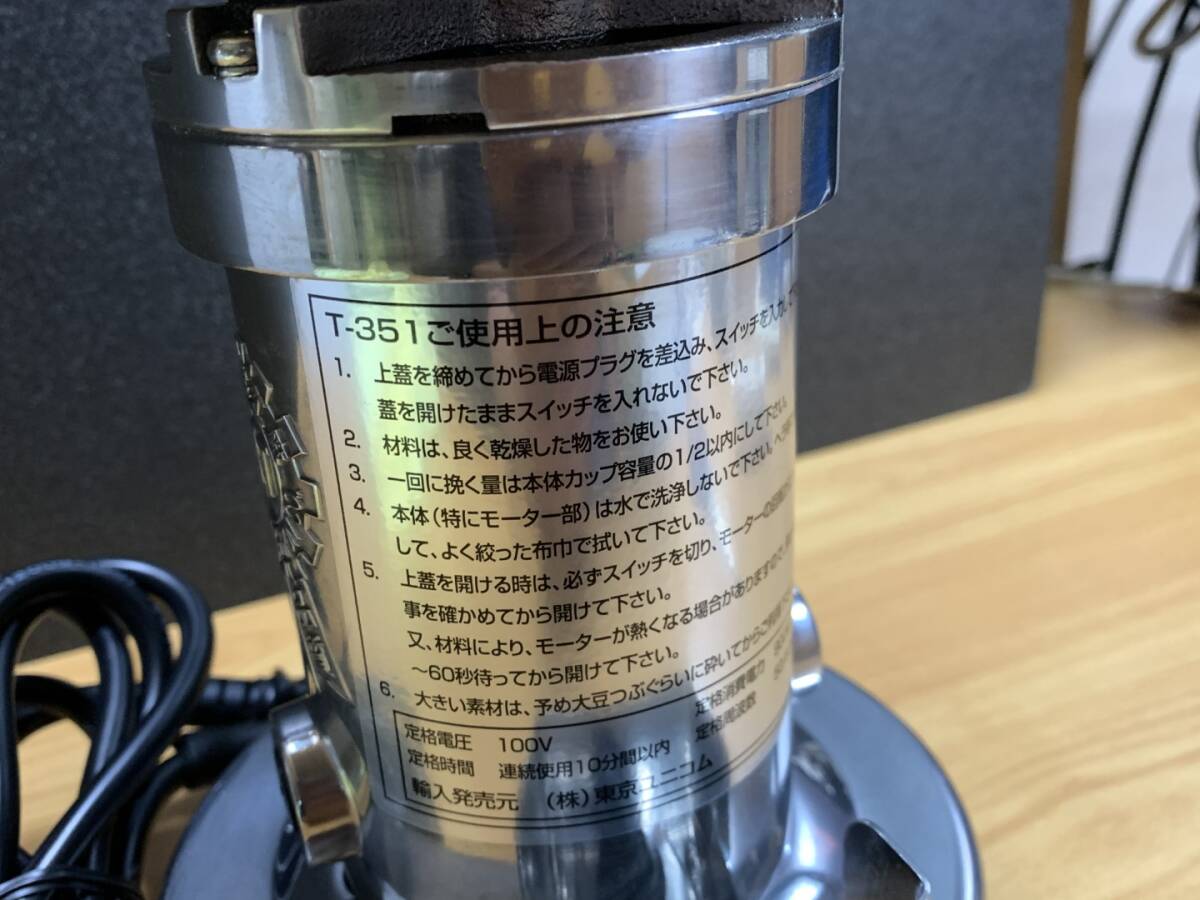 T-351ご使用上の注意
1. 上蓋を締めてから電源プラグを差込み、スイッチを入れ
蓋を開けたままスイッチを入れないで下さい。
2. 材料は、良く乾燥した物をお使い下さい。
3. 一回に挽く量は本体カップ容量の1/2以内にして下さい。
4. 本体(特にモーター部)は水で洗浄しないで下さい。
して、よく絞った布巾で拭いて下さい。
5. 上蓋を開ける時は、必ずスイッチを切り、モーターの
事を確かめてから開けて下さい。
又、材料により、モーターが熱くなる場合がありますので、
～60秒待ってから開けて下さい。
6. 大きい素材は、予め大豆つぶぐらいに砕いてからご
定格電圧 100V 定格消費電力
定格時間 連続使用10分間以内 定格周波数
輸入発売元 (株)東京ユニコム